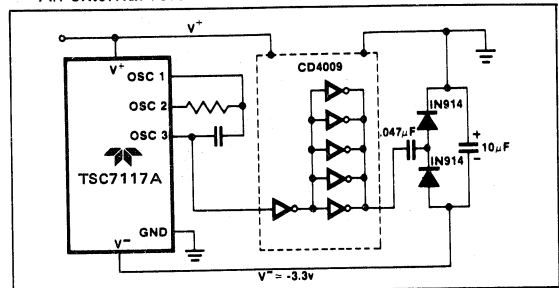 V+
V+
OSC 1
OSC 2
OSC 3
TSC7117A
GND
V−
CD4009
.047µF
IN914
IN914
+
10µF
−
V− ≃ -3.3v